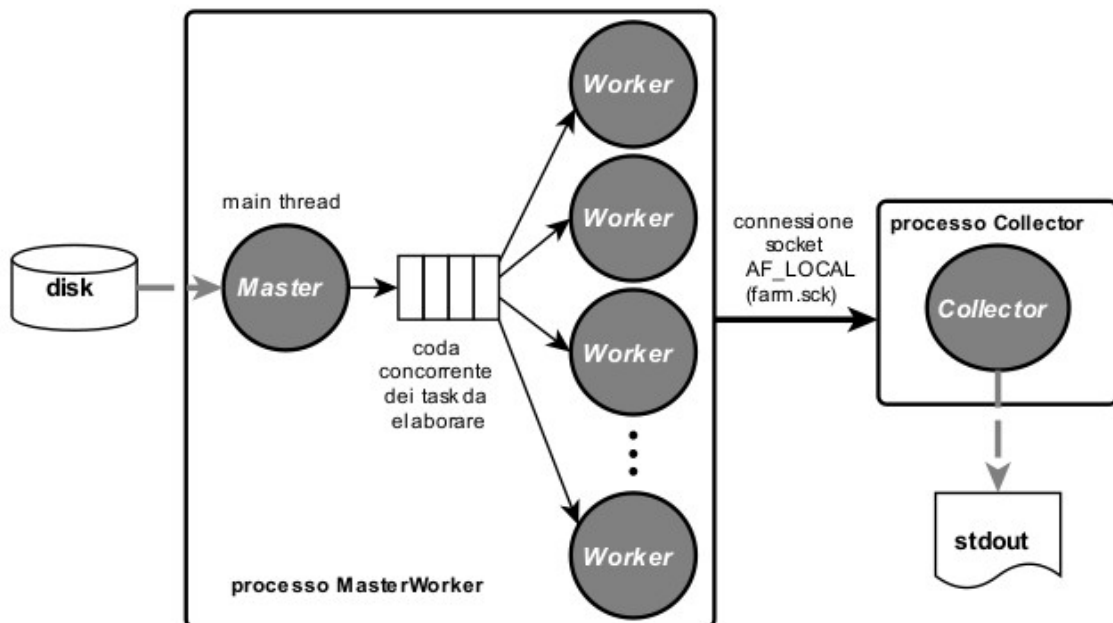 disk
main thread
Master
coda
concorrente
dei task da
elaborare
Worker
Worker
Worker
Worker
processo MasterWorker
connessione
socket
AF_LOCAL
(farm.sck)
processo Collector
Collector
stdout